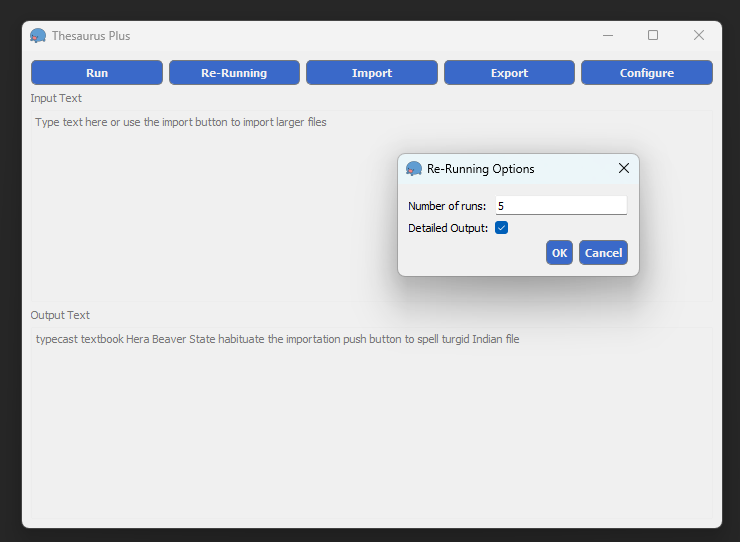 Thesaurus Plus
Run Re-Running Import Export Configure
Input Text
Type text here or use the import button to import larger files
Re-Running Options
Number of runs: 5
Detailed Output:
OK Cancel
Output Text
typecast textbook Hera Beaver State habituate the importation push button to spell turgid Indian file